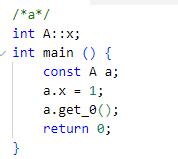 /*a*/
int A::x;
int main () {
    const A a;
    a.x = 1;
    a.get_0();
    return 0;
}